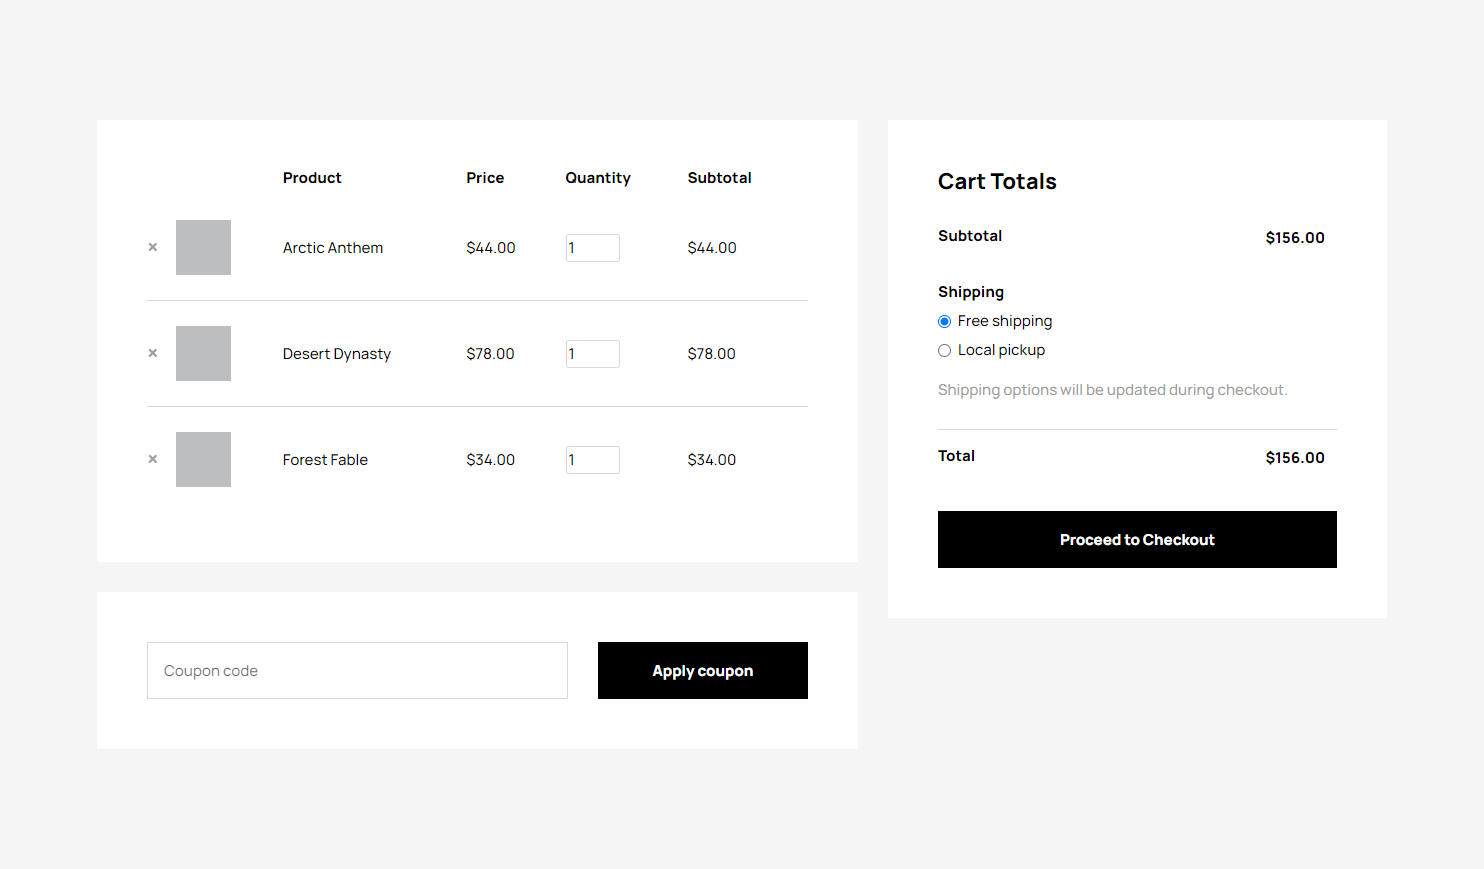 Product Price Quantity Subtotal
× Arctic Anthem $44.00 1 $44.00
× Desert Dynasty $78.00 1 $78.00
× Forest Fable $34.00 1 $34.00
Coupon code Apply coupon
Cart Totals
Subtotal $156.00
Shipping
Free shipping
Local pickup
Shipping options will be updated during checkout.
Total $156.00
Proceed to Checkout